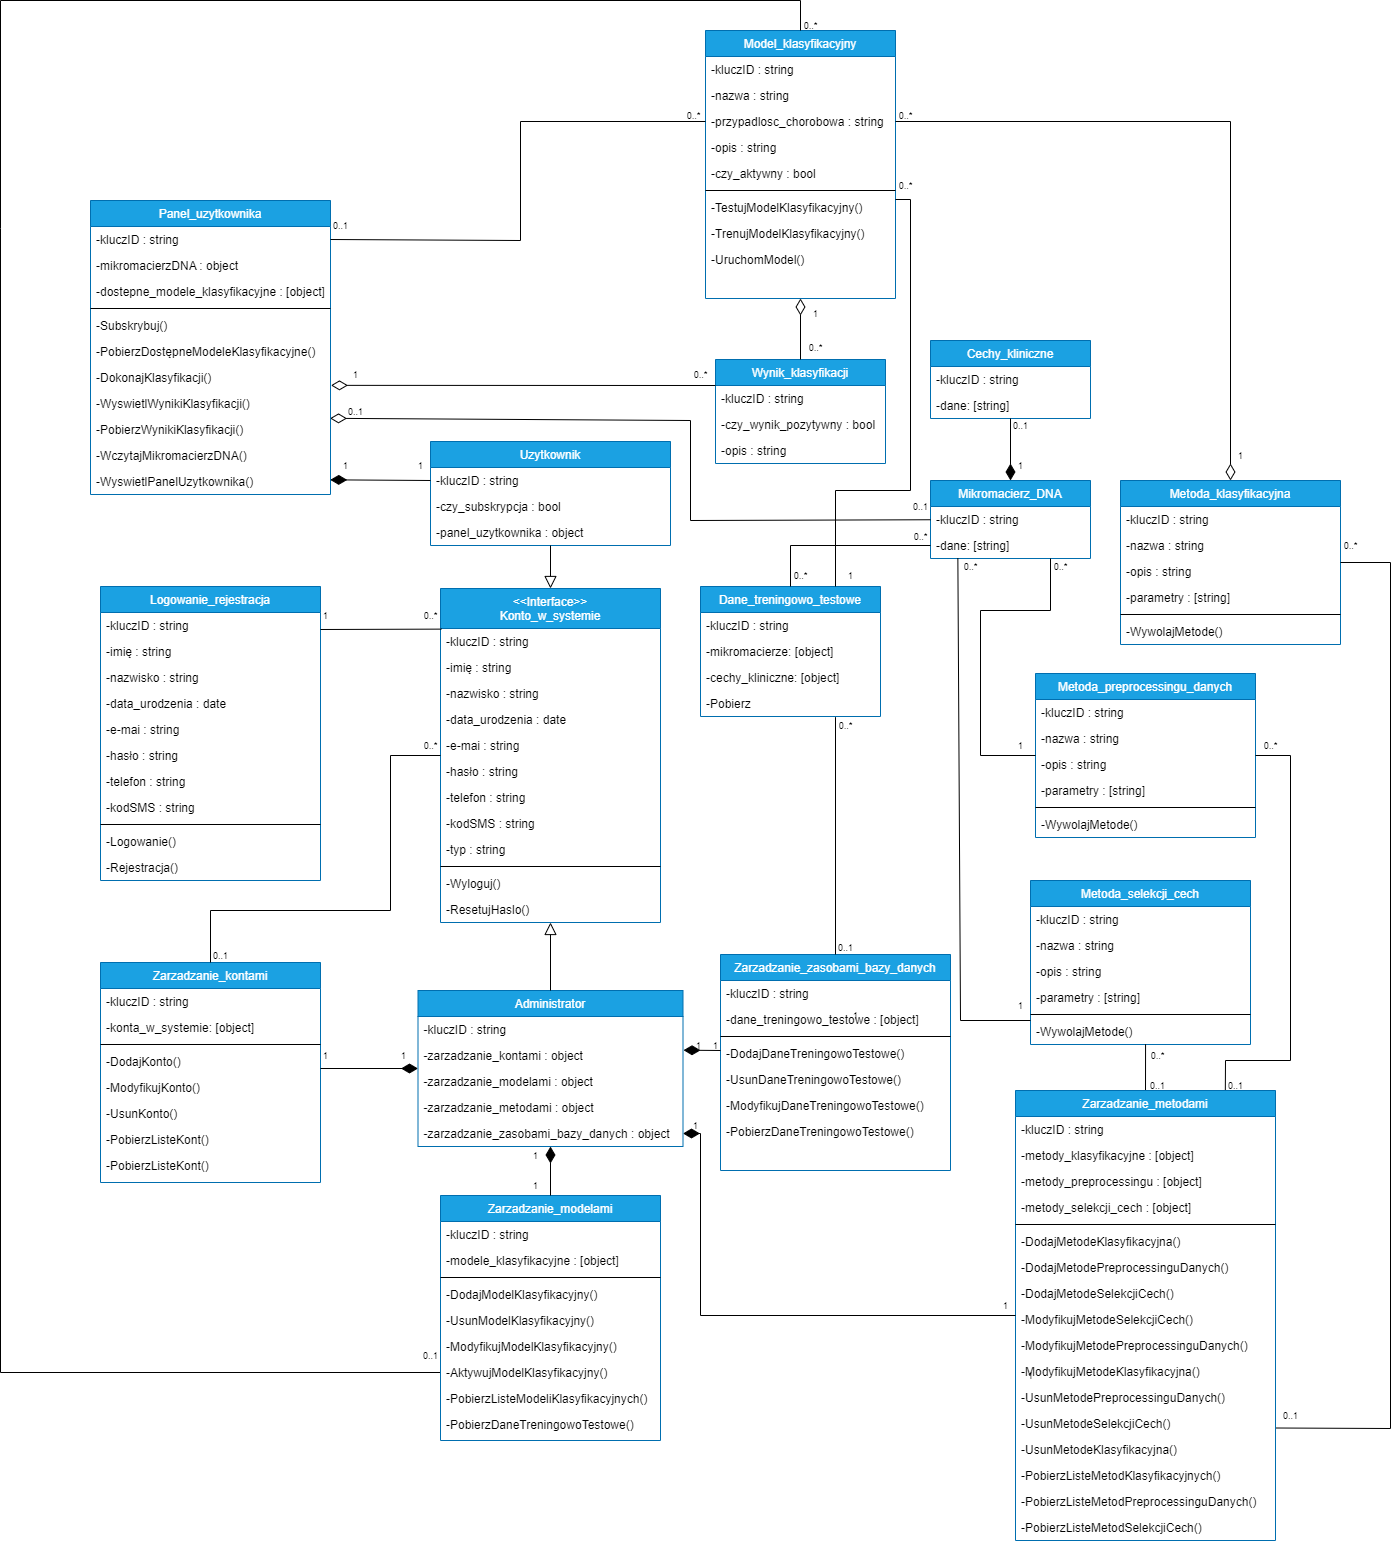 0..*
Model_klasyfikacyjny
-kluczID : string
-nazwa : string
-przypadlosc_chorobowa : string
-opis : string
-czy_aktywny : bool
-TestujModelKlasyfikacyjny()
-TrenujModelKlasyfikacyjny()
-UruchomModel()
0..*
0..*
0..*
1
0..*
Panel_uzytkownika
-kluczID : string
-mikromacierzDNA : object
-dostepne_modele_klasyfikacyjne : [object]
-Subskrybuj()
-PobierzDostępneModeleKlasyfikacyjne()
-DokonajKlasyfikacji()
-WyswietlWynikiKlasyfikacji()
-PobierzWynikiKlasyfikacji()
-WczytajMikromacierzDNA()
-WyswietlPanelUzytkownika()
0..1
1
0..*
0..1
1
1
Wynik_klasyfikacji
-kluczID : string
-czy_wynik_pozytywny : bool
-opis : string
Cechy_kliniczne
-kluczID : string
-dane: [string]
0..1
1
Uzytkownik
-kluczID : string
-czy_subskrypcja : bool
-panel_uzytkownika : object
Mikromacierz_DNA
-kluczID : string
-dane: [string]
0..1
0..*
0..*
0..*
1
Metoda_klasyfikacyjna
-kluczID : string
-nazwa : string
-opis : string
-parametry : [string]
-WywolajMetode()
0..*
Logowanie_rejestracja
-kluczID : string
-imię : string
-nazwisko : string
-data_urodzenia : date
-e-mai : string
-hasło : string
-telefon : string
-kodSMS : string
-Logowanie()
-Rejestracja()
1
0..*
<<Interface>>
Konto_w_systemie
-kluczID : string
-imię : string
-nazwisko : string
-data_urodzenia : date
-e-mai : string
-hasło : string
-telefon : string
-kodSMS : string
-typ : string
-Wyloguj()
-ResetujHaslo()
0..*
0..*
1
Dane_treningowo_testowe
-kluczID : string
-mikromacierze: [object]
-cechy_kliniczne: [object]
-Pobierz
0..*
Metoda_preprocessingu_danych
-kluczID : string
-nazwa : string
-opis : string
-parametry : [string]
-WywolajMetode()
1
0..*
Metoda_selekcji_cech
-kluczID : string
-nazwa : string
-opis : string
-parametry : [string]
-WywolajMetode()
1
0..*
0..1
0..1
0..1
Zarzadzanie_kontami
-kluczID : string
-konta_w_systemie: [object]
-DodajKonto()
-ModyfikujKonto()
-UsunKonto()
-PobierzListeKont()
-PobierzListeKont()
1
1
Administrator
-kluczID : string
-zarzadzanie_kontami : object
-zarzadzanie_modelami : object
-zarzadzanie_metodami : object
-zarzadzanie_zasobami_bazy_danych : object
1
1
1
1
1
0..1
Zarzadzanie_zasobami_bazy_danych
-kluczID : string
-dane_treningowo_testowe : [object]
1
-DodajDaneTreningowoTestowe()
-UsunDaneTreningowoTestowe()
-ModyfikujDaneTreningowoTestowe()
-PobierzDaneTreningowoTestowe()
Zarzadzanie_modelami
-kluczID : string
-modele_klasyfikacyjne : [object]
-DodajModelKlasyfikacyjny()
-UsunModelKlasyfikacyjny()
-ModyfikujModelKlasyfikacyjny()
-AktywujModelKlasyfikacyjny()
-PobierzListeModeliKlasyfikacyjnych()
-PobierzDaneTreningowoTestowe()
0..1
Zarzadzanie_metodami
-kluczID : string
-metody_klasyfikacyjne : [object]
-metody_preprocessingu : [object]
-metody_selekcji_cech : [object]
-DodajMetodeKlasyfikacyjna()
-DodajMetodePreprocessinguDanych()
-DodajMetodeSelekcjiCech()
-ModyfikujMetodeSelekcjiCech()
-ModyfikujMetodePreprocessinguDanych()
-ModyfikujMetodeKlasyfikacyjna()
-UsunMetodePreprocessinguDanych()
-UsunMetodeSelekcjiCech()
-UsunMetodeKlasyfikacyjna()
-PobierzListeMetodKlasyfikacyjnych()
-PobierzListeMetodPreprocessinguDanych()
-PobierzListeMetodSelekcjiCech()
1
0..1